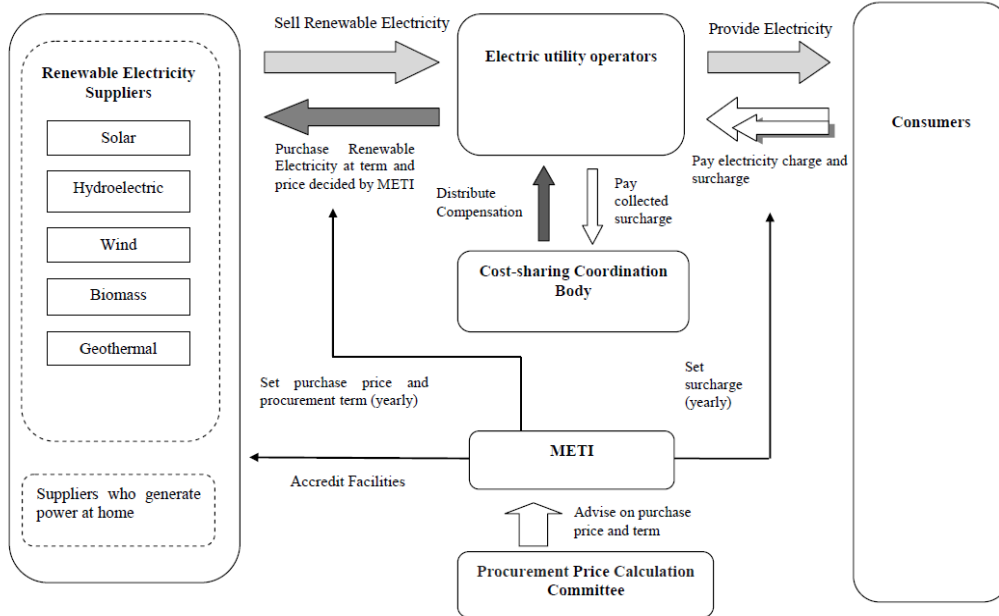 Sell Renewable Electricity
Provide Electricity
Renewable Electricity
Suppliers
Solar
Hydroelectric
Wind
Biomass
Geothermal
Suppliers who generate
power at home
Electric utility operators
Consumers
Purchase Renewable
Electricity at term and
price decided by METI
Distribute
Compensation
Pay
collected
surcharge
Pay electricity charge and
surcharge
Cost-sharing Coordination
Body
Set purchase price and
procurement term (yearly)
Set
surcharge
(yearly)
METI
Accredit Facilities
Advise on purchase
price and term
Procurement Price Calculation
Committee